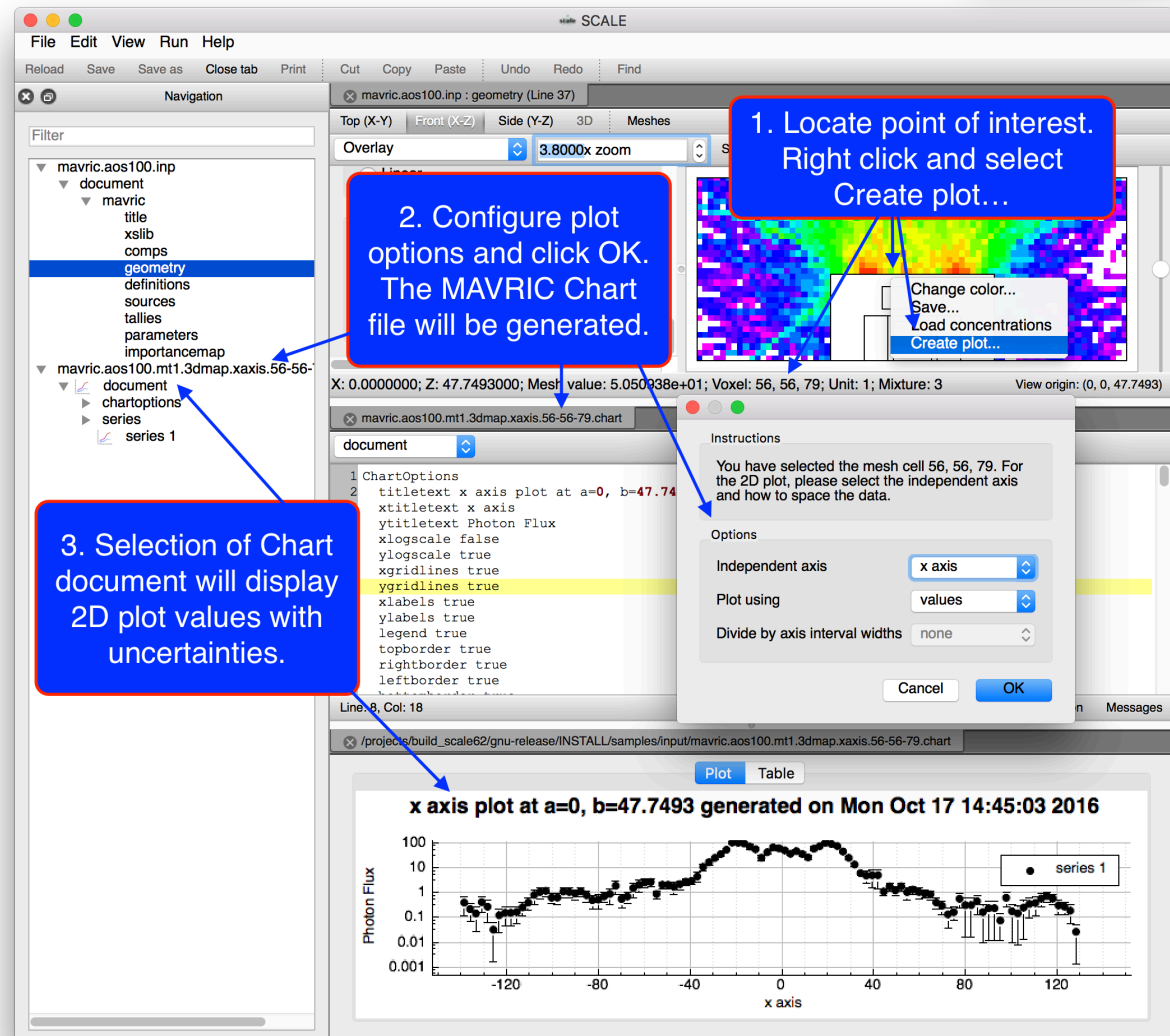 SCALE
File Edit View Run Help
Reload Save Save as Close tab Print Cut Copy Paste Undo Redo Find
Navigation
mavric.aos100.inp : geometry (Line 37)
Top (X-Y) Front (X-Z) Side (Y-Z) 3D Meshes
Filter
Overlay
3.8000x zoom
1. Locate point of interest.
Right click and select
Create plot…
mavric.aos100.inp
document
mavric
title
xslib
comps
geometry
definitions
sources
tallies
parameters
importancemap
mavric.aos100.mt1.3dmap.xaxis.56-56-
document
chartoptions
series
series 1
2. Configure plot
options and click OK.
The MAVRIC Chart
file will be generated.
Change color...
Save...
Load concentrations
Create plot...
X: 0.0000000; Z: 47.7493000; Mesh value: 5.050938e+01; Voxel: 56, 56, 79; Unit: 1; Mixture: 3
View origin: (0, 0, 47.7493)
mavric.aos100.mt1.3dmap.xaxis.56-56-79.chart
document
1 ChartOptions
2 titletext x axis plot at a=0, b=47.74
xtitletext x axis
ytitletext Photon Flux
xlogscale false
ylogscale true
xgridlines true
ygridlines true
xlabels true
ylabels true
legend true
topborder true
rightborder true
leftborder true
Line: 8, Col: 18
Messages
Instructions
You have selected the mesh cell 56, 56, 79. For
the 2D plot, please select the independent axis
and how to space the data.
Options
Independent axis x axis
Plot using values
Divide by axis interval widths none
Cancel OK
3. Selection of Chart
document will display
2D plot values with
uncertainties.
/projects/build_scale62/gnu-release/INSTALL/samples/input/mavric.aos100.mt1.3dmap.xaxis.56-56-79.chart
Plot Table
x axis plot at a=0, b=47.7493 generated on Mon Oct 17 14:45:03 2016
Photon Flux
100
10
1
0.1
0.01
0.001
series 1
-120 -80 -40 0 40 80 120
x axis